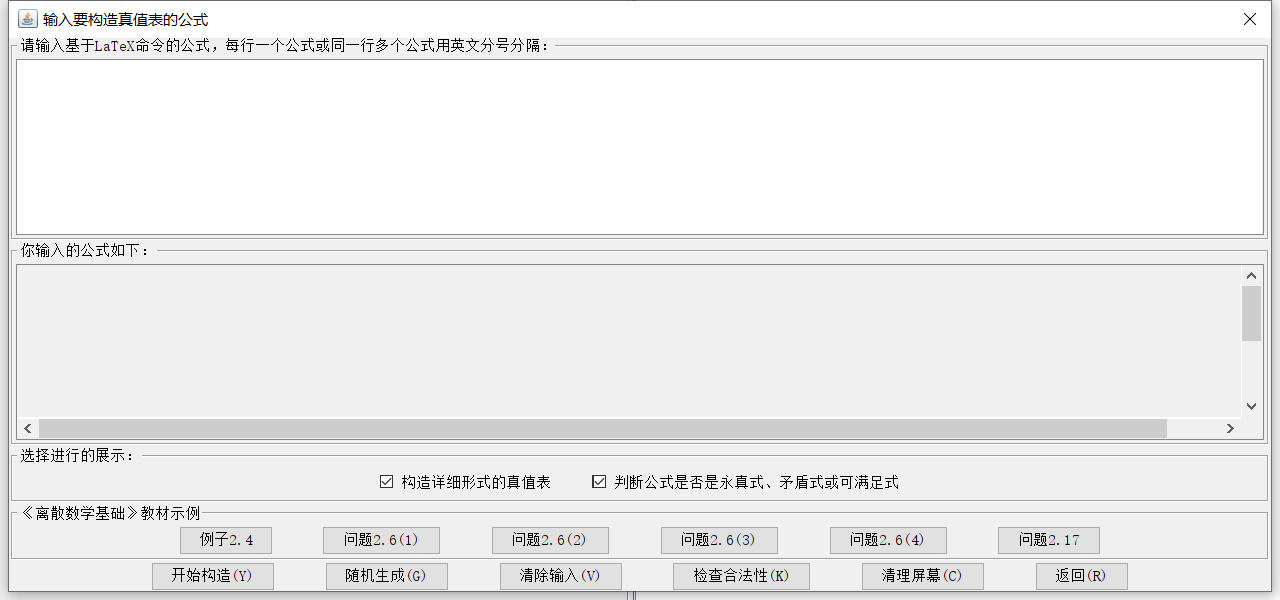 输入要构造真值表的公式
请输入基于LaTeX命令的公式，每行一个公式或同一行多个公式用英文分号分隔：
你输入的公式如下：
选择进行的展示：
构造详细形式的真值表 判断公式是否是永真式、矛盾式或可满足式
《离散数学基础》教材示例
例子2.4 问题2.6(1) 问题2.6(2) 问题2.6(3) 问题2.6(4) 问题2.17
开始构造(Y) 随机生成(G) 清除输入(V) 检查合法性(K) 清理屏幕(C) 返回(R)